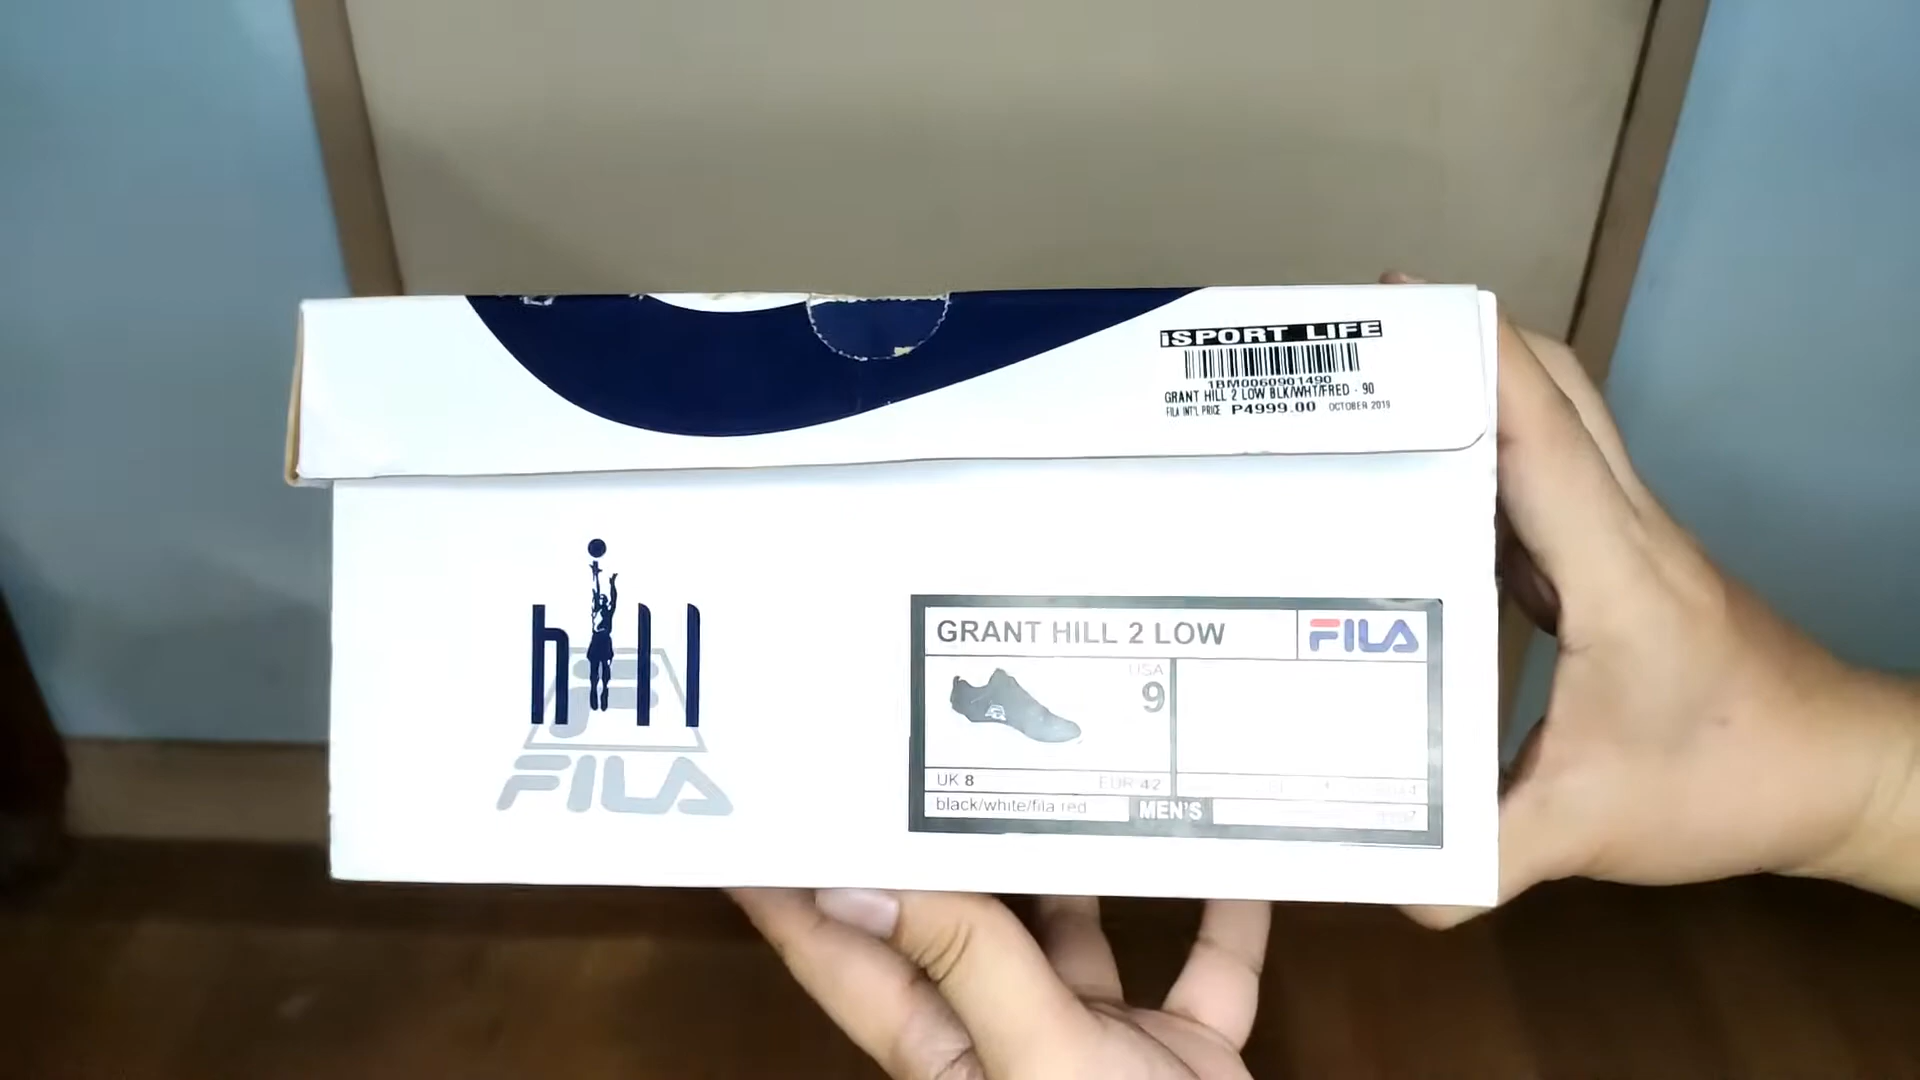 iSPORT LIFE
1BM0060901490
GRANT HILL 2 LOW BLK/WHT/FRED - 90
FILA INT'L PRICE P4999.00 OCTOBER 2019
hill
FILA
GRANT HILL 2 LOW
FILA
USA
9
UK 8
EUR 42
black/white/fila red
MEN'S